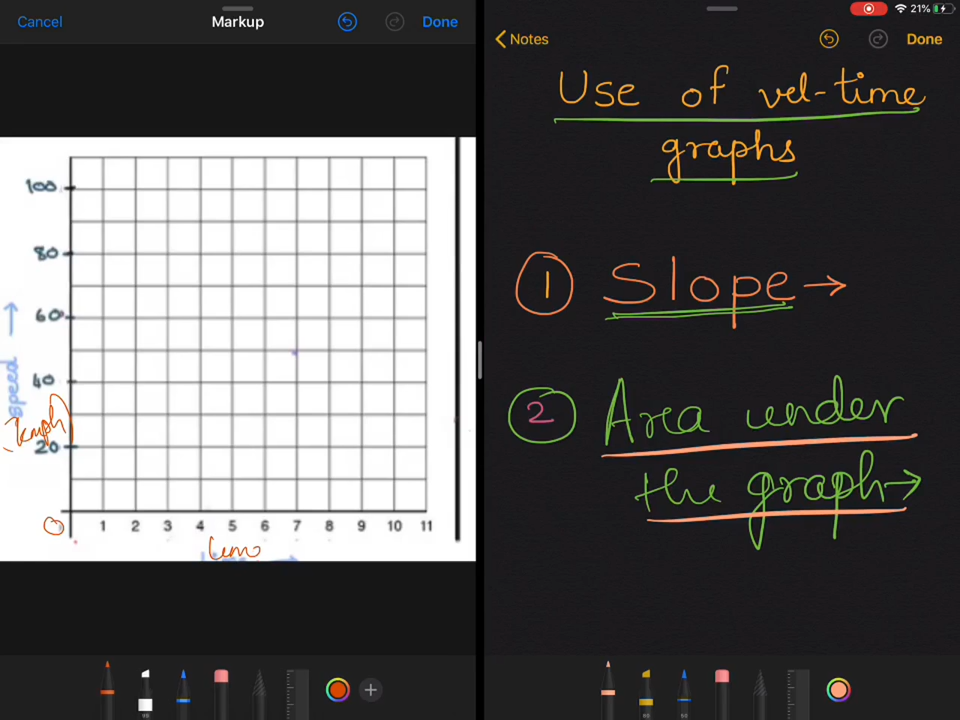 Cancel
Markup
Done
100
80
60
40
20
0
speed →
(kmph)
1 2 3 4 5 6 7 8 9 10 11
21%
Notes
Done
Use of vel-time
graphs
1 Slope →
2 Area under
the graph →